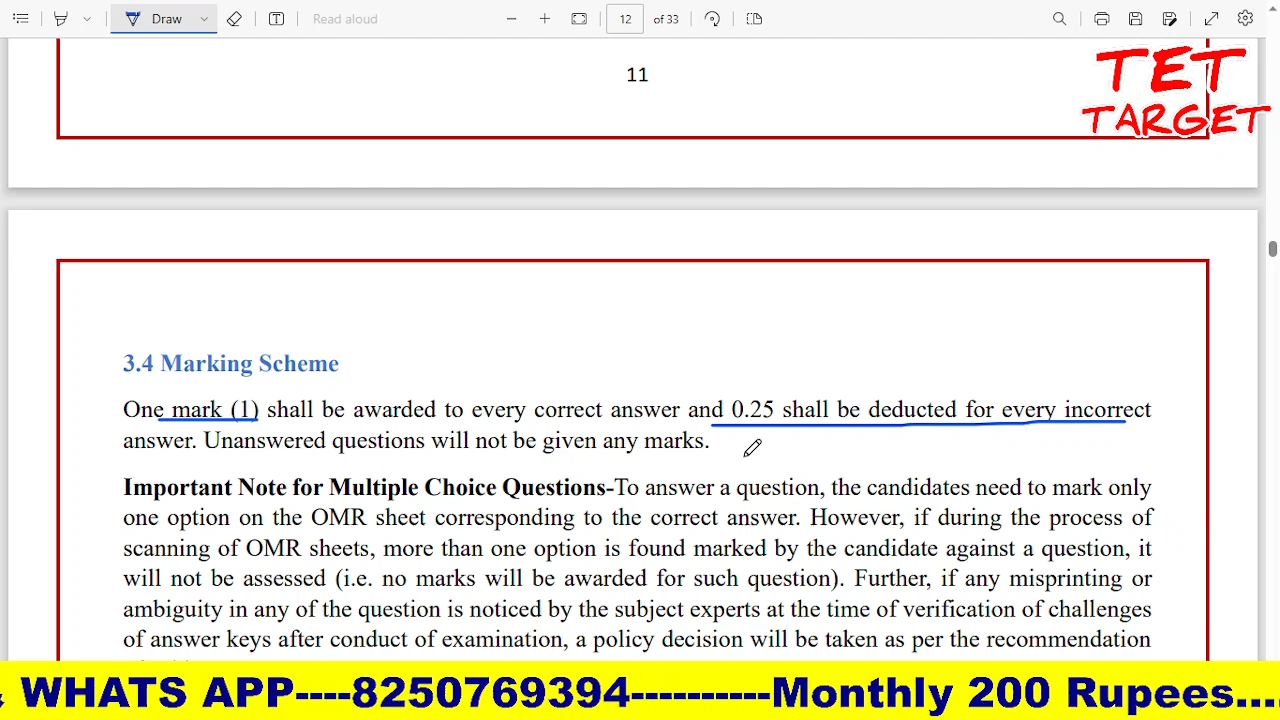 Draw
Read aloud
12
of 33
11
TET
TARGET
3.4 Marking Scheme
One mark (1) shall be awarded to every correct answer and 0.25 shall be deducted for every incorrect
answer. Unanswered questions will not be given any marks.
Important Note for Multiple Choice Questions-To answer a question, the candidates need to mark only
one option on the OMR sheet corresponding to the correct answer. However, if during the process of
scanning of OMR sheets, more than one option is found marked by the candidate against a question, it
will not be assessed (i.e. no marks will be awarded for such question). Further, if any misprinting or
ambiguity in any of the question is noticed by the subject experts at the time of verification of challenges
of answer keys after conduct of examination, a policy decision will be taken as per the recommendation
WHATS APP----8250769394----------Monthly 200 Rupees...